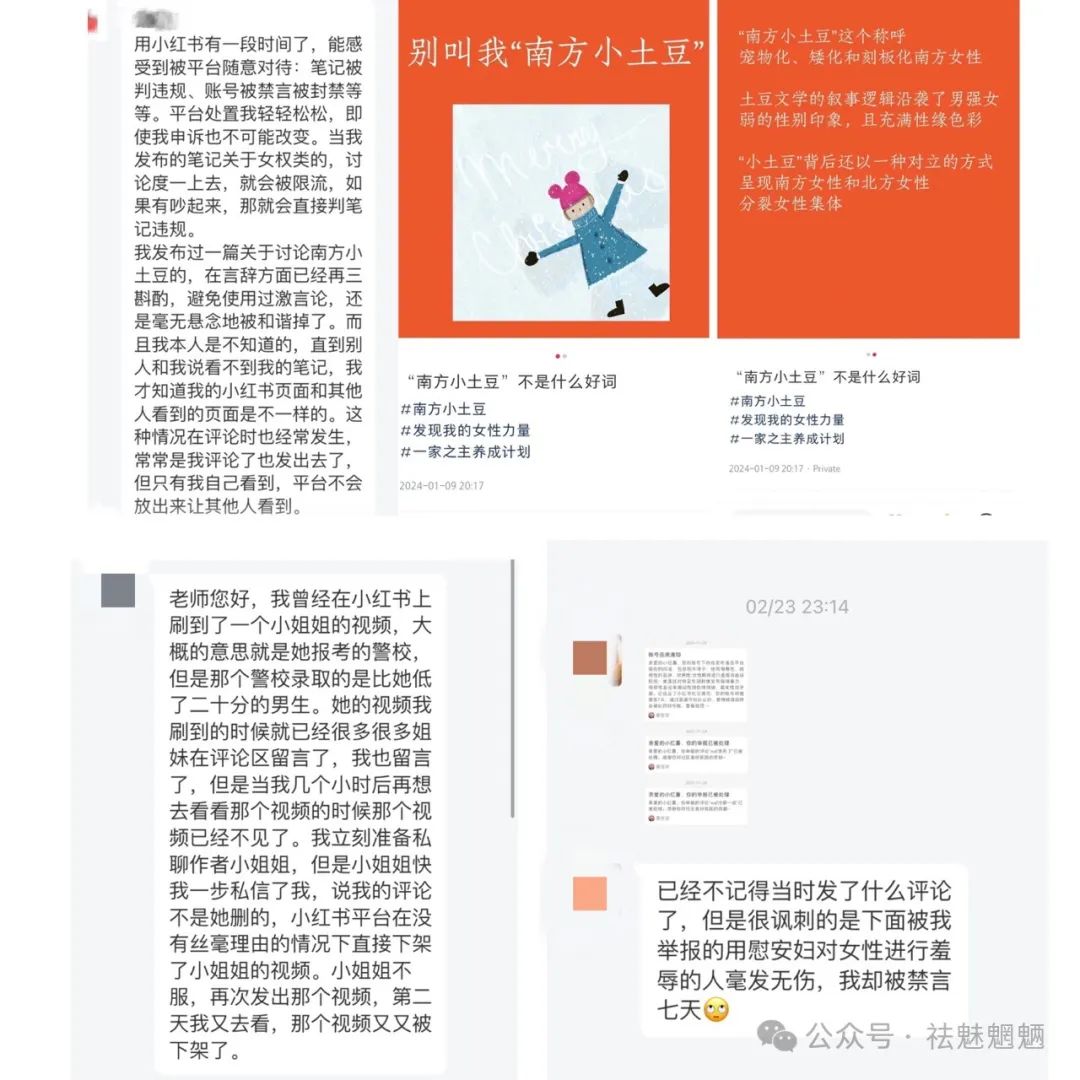 用小红书有一段时间了，能感
受到被平台随意对待：笔记被
判违规、账号被禁言被封禁等
等。平台处置我轻轻松松，即
使我申诉也不可能改变。当我
发布的笔记关于女权类的，讨
论度一上去，就会被限流，如
果有吵起来，那就会直接判笔
记违规。
我发布过一篇关于讨论南方小
土豆的，在言辞方面已经再三
斟酌，避免使用过激言论，还
是毫无悬念地被和谐掉了。而
且我本人是不知道的，直到别
人和我说看不到我的笔记，我
才知道我的小红书页面和其他
人看到的页面是不一样的。这
种情况在评论时也经常发生，
常常是我评论了也发出去了，
但只有我自己看到，平台不会
放出来让其他人看到。
别叫我“南方小土豆”
Merry
Christmas
“南方小土豆”不是什么好词
#南方小土豆
#发现我的女性力量
#一家之主养成计划
2024-01-09 20:17
“南方小土豆”这个称呼
宠物化、矮化和刻板化南方女性
土豆文学的叙事逻辑沿袭了男强女
弱的性别印象，且充满性缘色彩
“小土豆”背后还以一种对立的方式
呈现南方女性和北方女性
分裂女性集体
“南方小土豆”不是什么好词
#南方小土豆
#发现我的女性力量
#一家之主养成计划
2024-01-09 20:17 · Private
老师您好，我曾经在小红书上
刷到了一个小姐姐的视频，大
概的意思就是她报考的警校，
但是那个警校录取的是比她低
了二十分的男生。她的视频我
刷到的时候就已经很多很多姐
妹在评论区留言了，我也留言
了，但是当我几个小时后再想
去看看那个视频的时候那个视
频已经不见了。我立刻准备私
聊作者小姐姐，但是小姐姐快
我一步私信了我，说我的评论
不是她删的，小红书平台在没
有丝毫理由的情况下直接下架
了小姐姐的视频。小姐姐不
服，再次发出那个视频，第二
天我又去看，那个视频又又被
下架了。
02/23 23:14
亲爱的小红薯，你的举报已被处理
亲爱的小红薯，你的举报已被处理
已经不记得当时发了什么评论
了，但是很讽刺的是下面被我
举报的用慰安妇对女性进行羞
辱的人毫发无伤，我却被禁言
七天🙄
公众号 · 祛魅魍魉